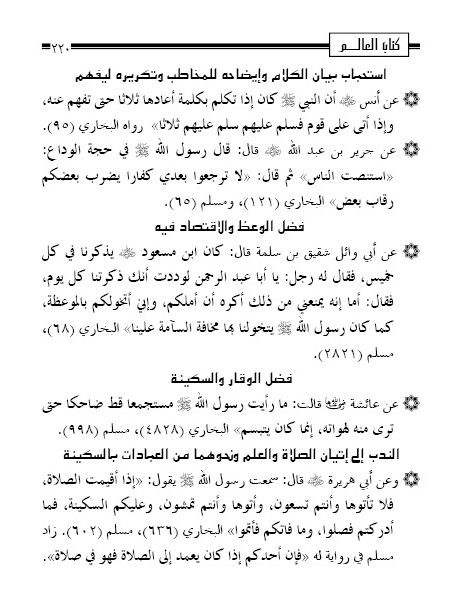 كتاب العالم
٢٢٠
استحباب بيان الكلام وإيضاحه للمخاطب وتكريره ليفهم
عن أنس ﷺ أن النبي ﷺ كان إذا تكلم بكلمة أعادها ثلاثا حتى تفهم عنه،
وإذا أتى على قوم فسلم عليهم سلم عليهم ثلاثا» رواه البخاري (٩٥).
عن جرير بن عبد الله ﷺ قال: قال رسول الله ﷺ في حجة الوداع:
«استنصت الناس» ثم قال: «لا ترجعوا بعدي كفارا يضرب بعضكم
رقاب بعض» البخاري (١٢١)، ومسلم (٦٥).
فضل الوعظ والاقتصاد فيه
عن أبي وائل شقيق بن سلمة قال: كان ابن مسعود ﷺ يذكرنا في كل
خميس، فقال له رجل: يا أبا عبد الرحمن لوددت أنك ذكرتنا كل يوم،
فقال: أما إنه يمنعني من ذلك أكره أن أملكم، وإني أتخولكم بالموعظة،
كما كان رسول الله ﷺ يتخولنا بها مخافة السآمة علينا» البخاري (٦٨)،
مسلم (٢٨٢١).
فضل الوقار والسكينة
عن عائشة قالت: ما رأيت رسول الله ﷺ مستجمعا قط ضاحكا حتى
ترى منه لهواته، إنما كان يتبسم» البخاري (٤٨٢٨)، مسلم (٩٩٨).
الندب إلى إتيان الصلاة والعلم ونحوهما من العبادات بالسكينة
وعن أبي هريرة ﷺ قال: سمعت رسول الله ﷺ يقول: «إذا أقيمت الصلاة،
فلا تأتوها وأنتم تسعون، وأتوها وأنتم تمشون، وعليكم السكينة، فما
أدركتم فصلوا، وما فاتكم فأتموا» البخاري (٦٣٦)، مسلم (٦٠٢). زاد
مسلم في رواية له «فإن أحدكم إذا كان يعمد إلى الصلاة فهو في صلاة».